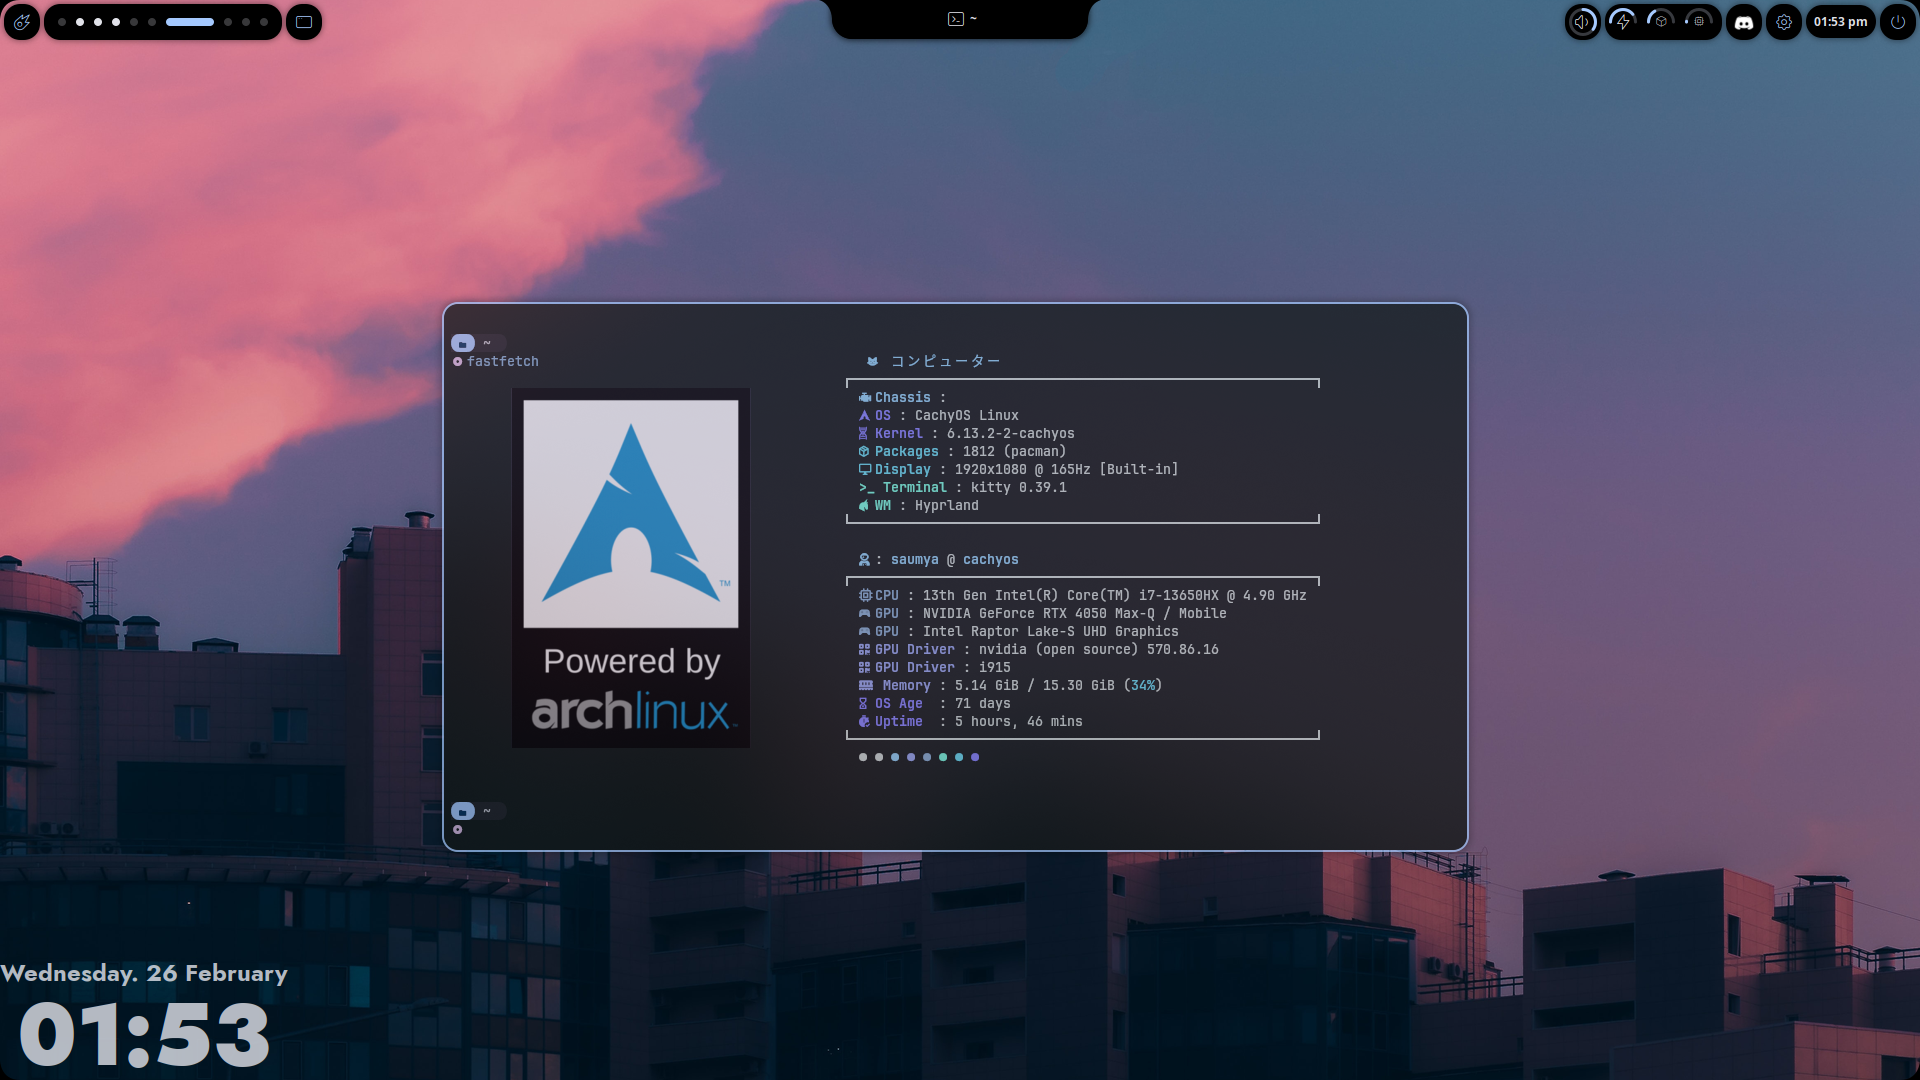 ~
01:53 pm
~
fastfetch
TM
Powered by
archlinux
コンピューター
Chassis :
OS : CachyOS Linux
Kernel : 6.13.2-2-cachyos
Packages : 1812 (pacman)
Display : 1920x1080 @ 165Hz [Built-in]
>_ Terminal : kitty 0.39.1
WM : Hyprland
: saumya @ cachyos
CPU : 13th Gen Intel(R) Core(TM) i7-13650HX @ 4.90 GHz
GPU : NVIDIA GeForce RTX 4050 Max-Q / Mobile
GPU : Intel Raptor Lake-S UHD Graphics
GPU Driver : nvidia (open source) 570.86.16
GPU Driver : i915
Memory : 5.14 GiB / 15.30 GiB (34%)
OS Age : 71 days
Uptime : 5 hours, 46 mins
~
Wednesday. 26 February
01:53